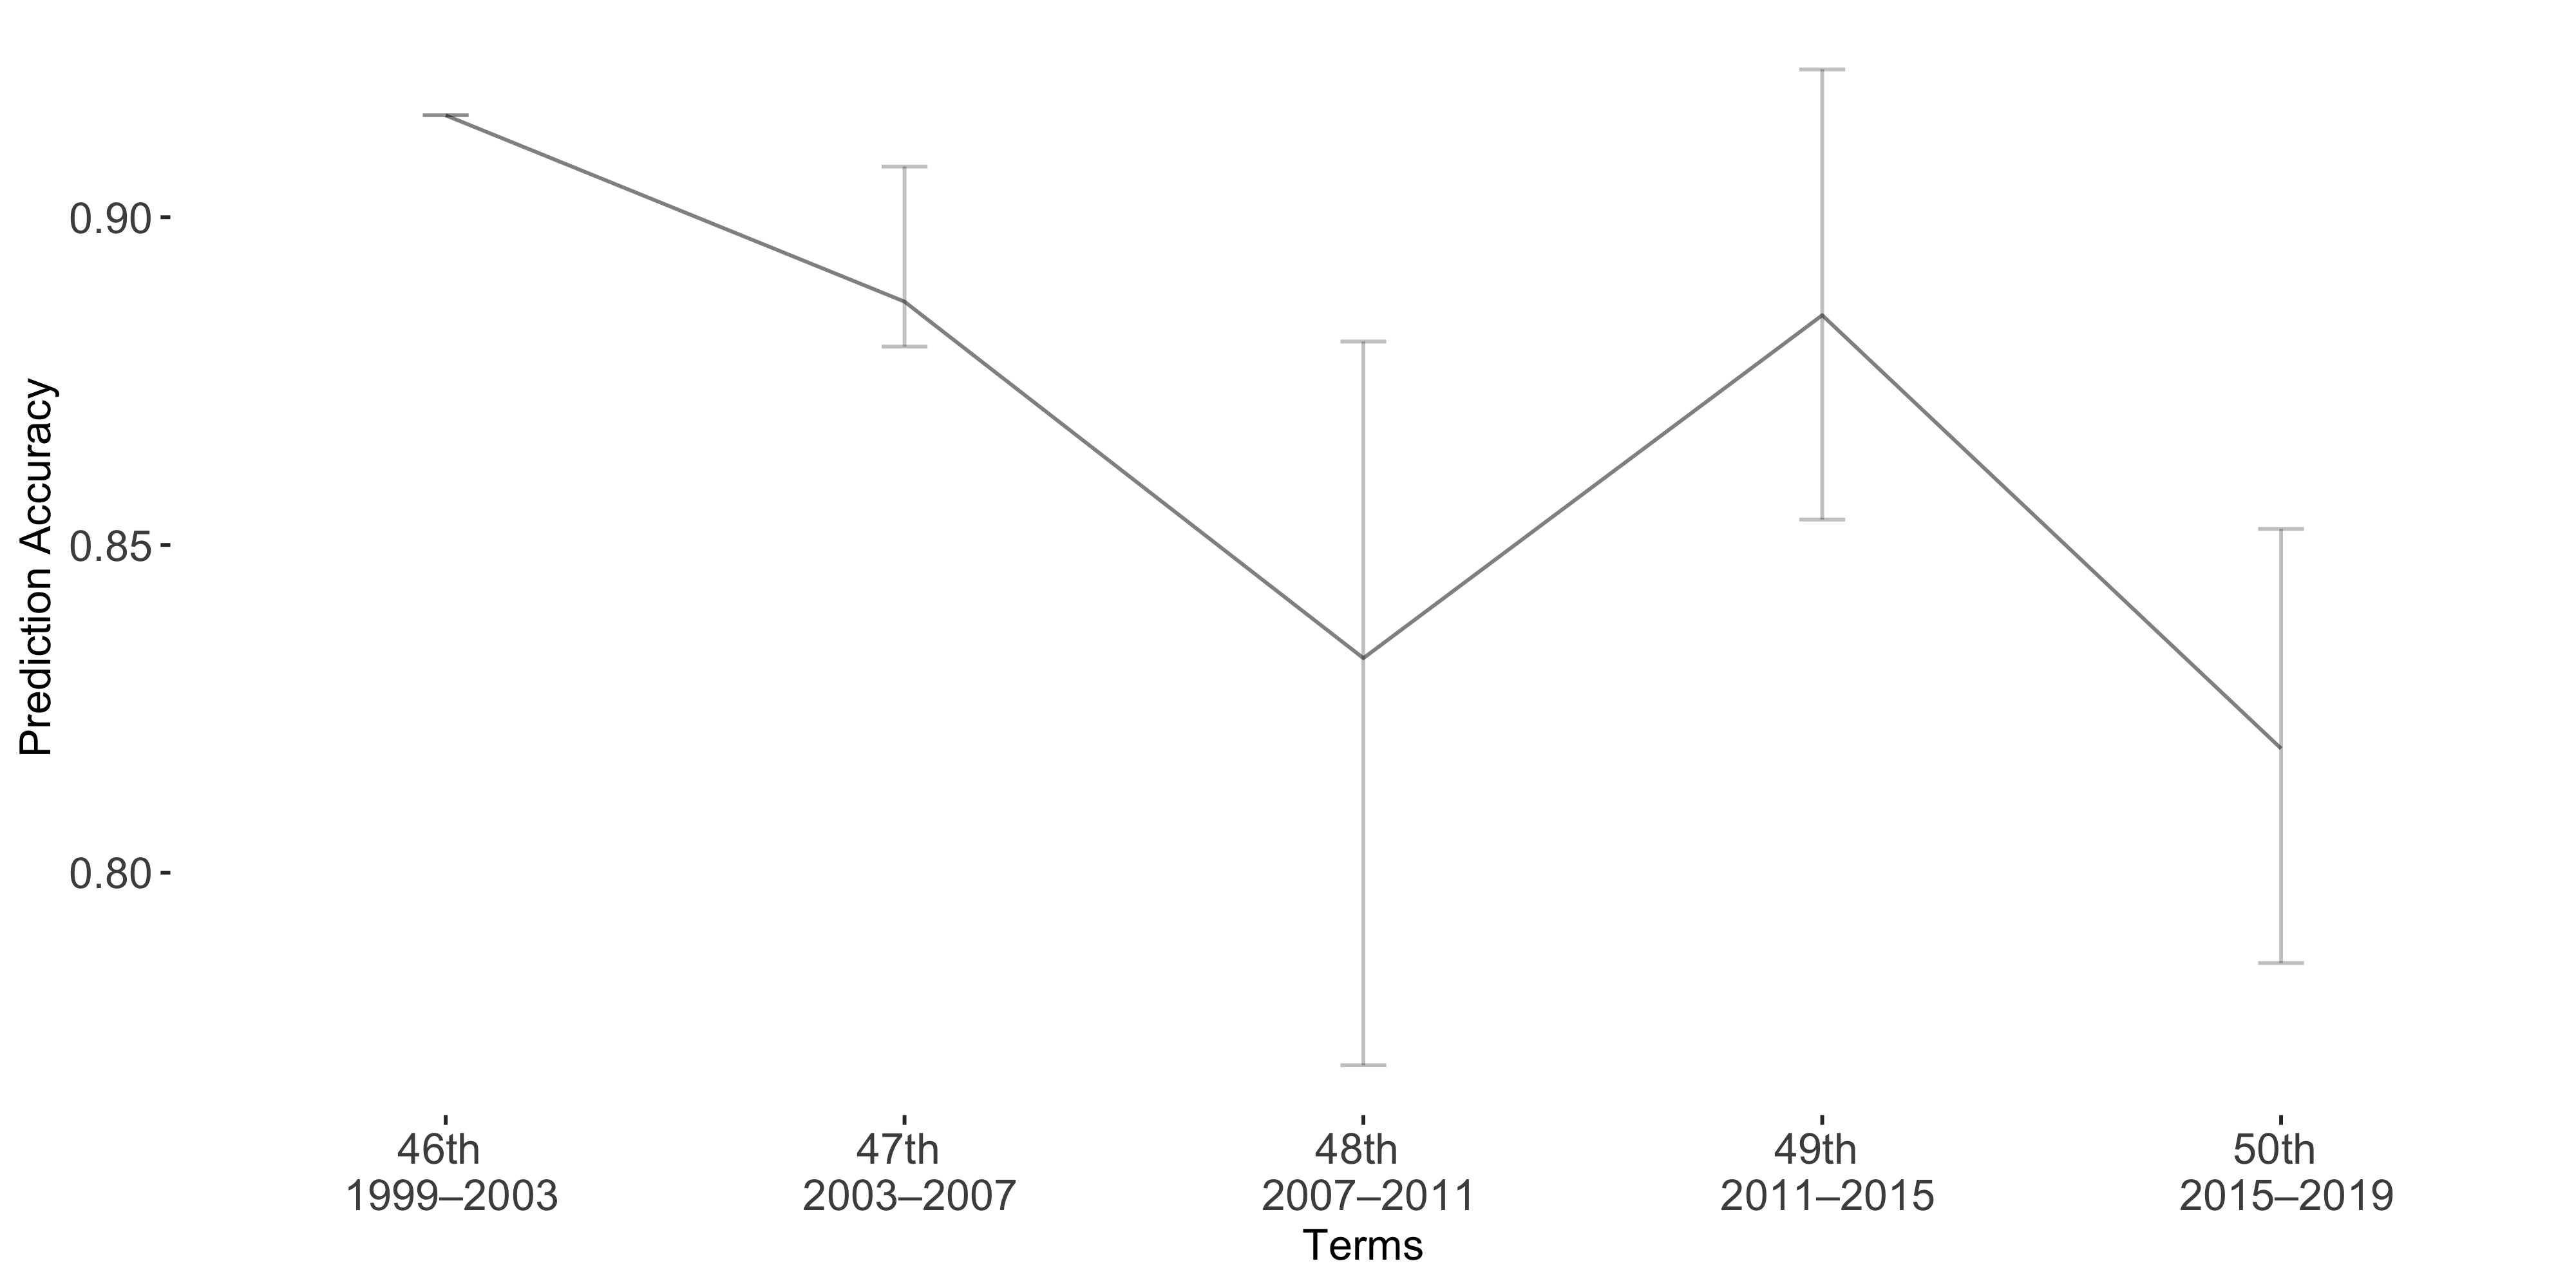 Prediction Accuracy
0.90
0.85
0.80
46th
1999–2003
47th
2003–2007
48th
2007–2011
49th
2011–2015
50th
2015–2019
Terms